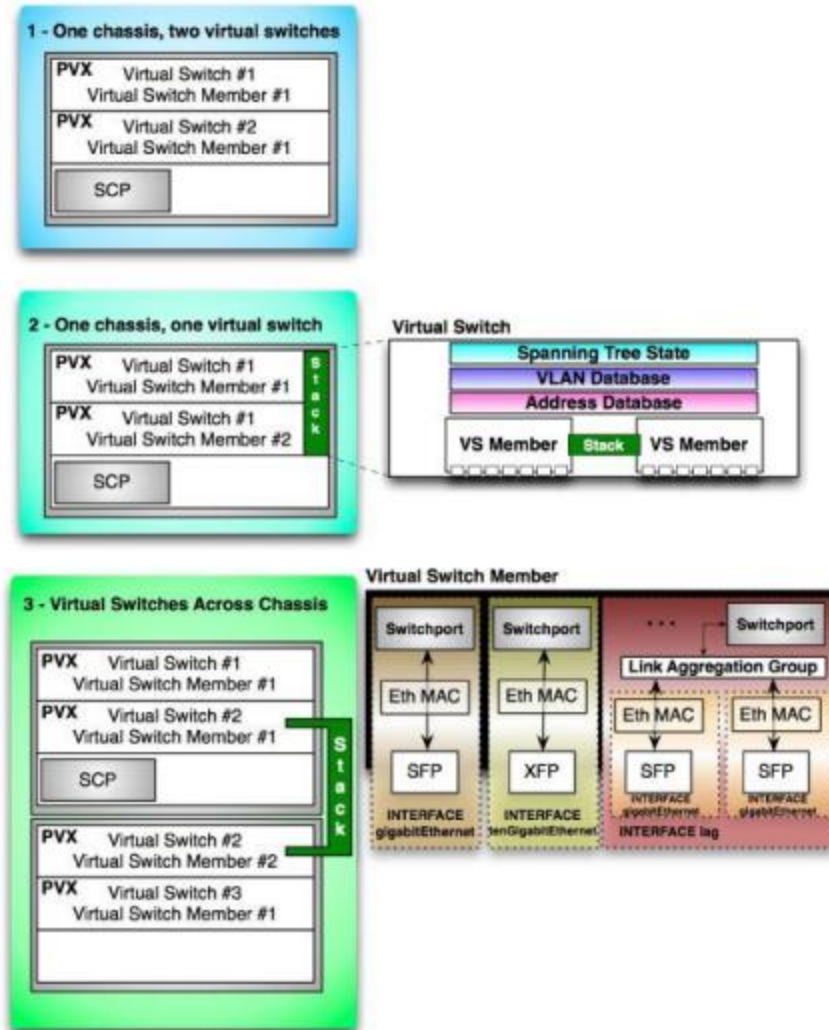 1 - One chassis, two virtual switches
PVX Virtual Switch #1
Virtual Switch Member #1
PVX Virtual Switch #2
Virtual Switch Member #1
SCP
2 - One chassis, one virtual switch
PVX Virtual Switch #1
Virtual Switch Member #1
PVX Virtual Switch #1
Virtual Switch Member #2
SCP
Stack
Virtual Switch
Spanning Tree State
VLAN Database
Address Database
VS Member Stack VS Member
3 - Virtual Switches Across Chassis
PVX Virtual Switch #1
Virtual Switch Member #1
PVX Virtual Switch #2
Virtual Switch Member #1
SCP
PVX Virtual Switch #2
Virtual Switch Member #2
PVX Virtual Switch #3
Virtual Switch Member #1
Stack
Virtual Switch Member
Switchport
Eth MAC
SFP
INTERFACE
gigabitEthernet
Switchport
Eth MAC
XFP
INTERFACE
tenGigabitEthernet
... Switchport
Link Aggregation Group
Eth MAC Eth MAC
SFP SFP
INTERFACE INTERFACE
gigabitEthernet gigabitEthernet
INTERFACE lag